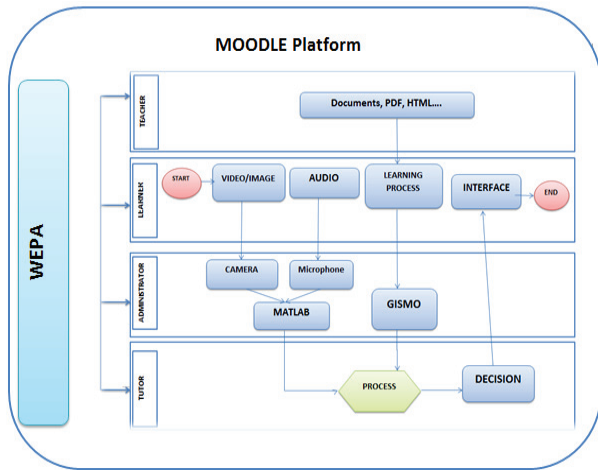 MOODLE Platform
WEPA
TEACHER
Documents, PDF, HTML....
LEARNER
START
VIDEO/IMAGE
AUDIO
LEARNING
PROCESS
INTERFACE
END
ADMINISTRATOR
CAMERA
Microphone
MATLAB
GISMO
TUTOR
PROCESS
DECISION